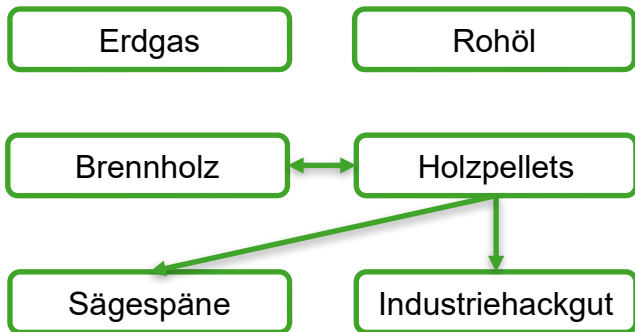 Erdgas
Rohöl
Brennholz
Holzpellets
Sägespäne
Industriehackgut